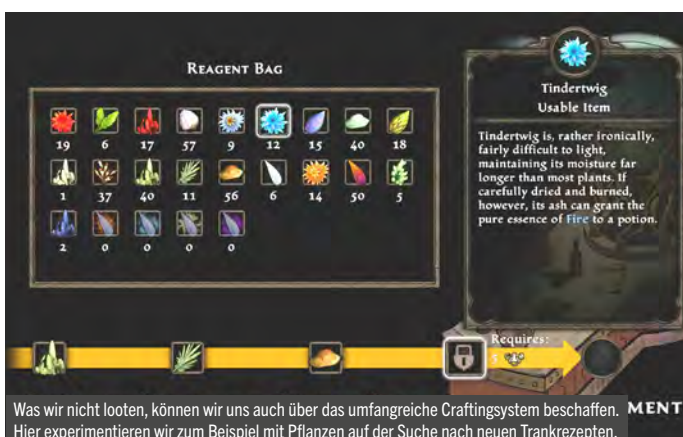 REAGENT BAG
19 6 17 57 9 12 15 40 18
1 37 40 11 56 6 14 50 5
2 0 0 0 0
Tindertwig
Usable Item
Tindertwig is, rather ironically,
fairly difficult to light,
maintaining its moisture far
longer than most plants. If
carefully dried and burned,
however, its ash can grant the
pure essence of Fire to a potion.
Requires:
5
MENT
Was wir nicht looten, können wir uns auch über das umfangreiche Craftingsystem beschaffen.
Hier experimentieren wir zum Beispiel mit Pflanzen auf der Suche nach neuen Trankrezepten.